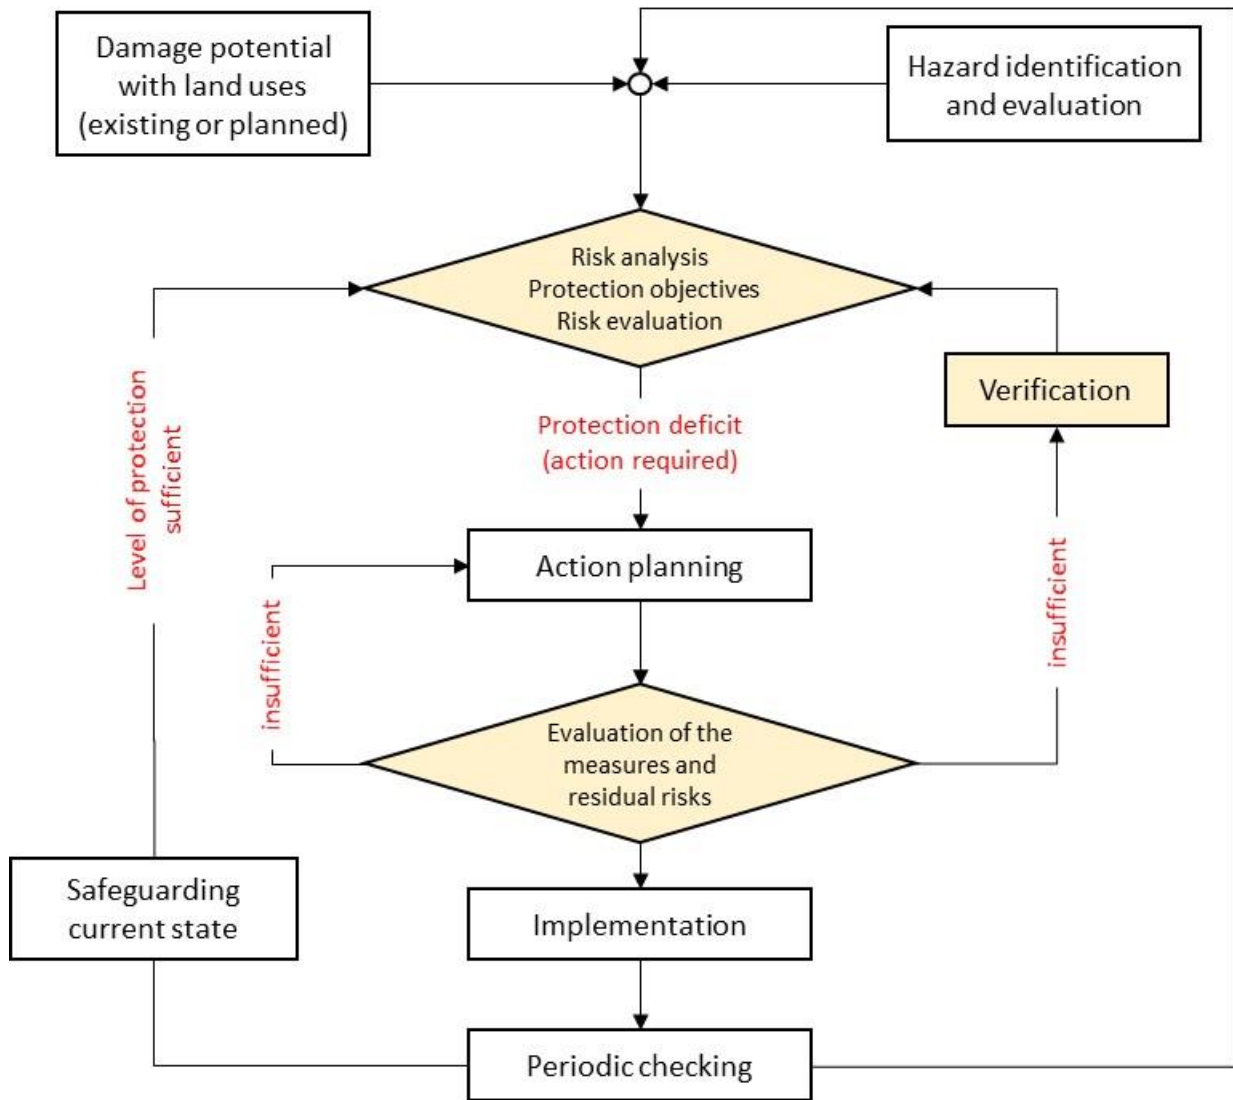 Damage potential
with land uses
(existing or planned)
Hazard identification
and evaluation
Risk analysis
Protection objectives
Risk evaluation
Verification
Level of protection
sufficient
Protection deficit
(action required)
Action planning
insufficient
insufficient
Evaluation of the
measures and
residual risks
Safeguarding
current state
Implementation
Periodic checking